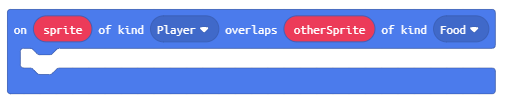 on sprite of kind Player overlaps otherSprite of kind Food